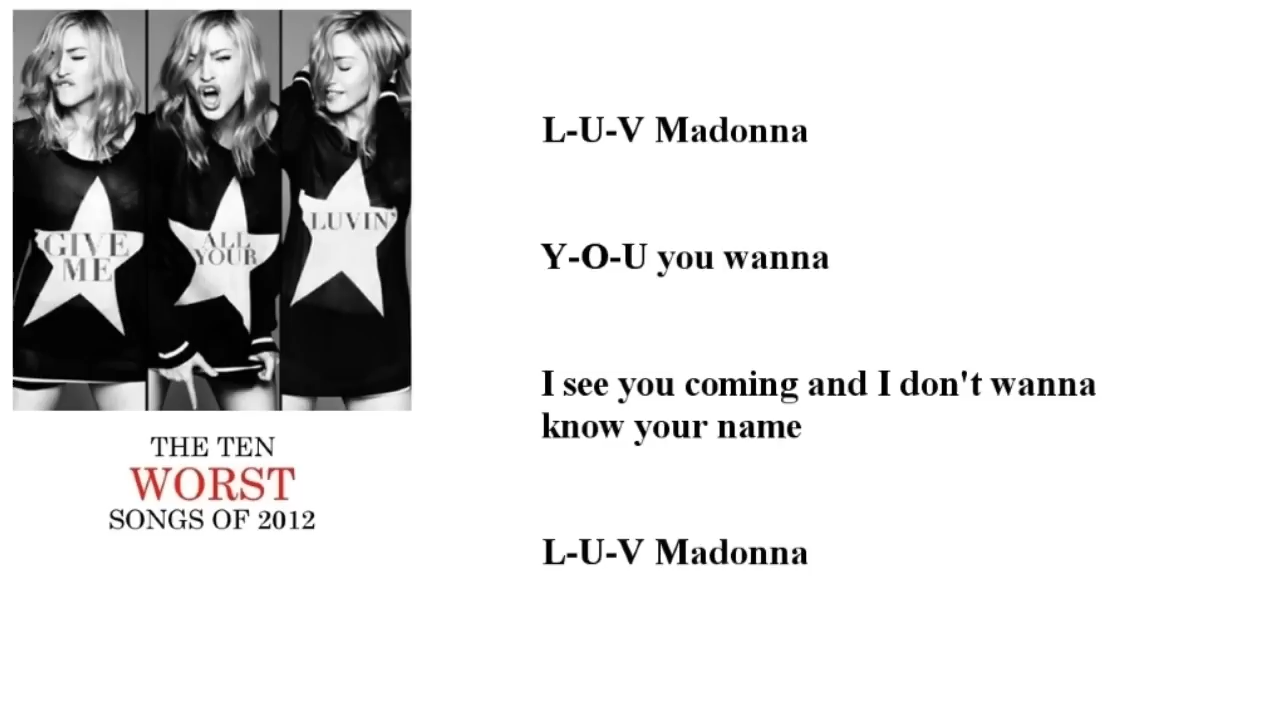 GIVE
ME
ALL
YOUR
LUVIN'
THE TEN
WORST
SONGS OF 2012
L-U-V Madonna
Y-O-U you wanna
I see you coming and I don't wanna
know your name
L-U-V Madonna